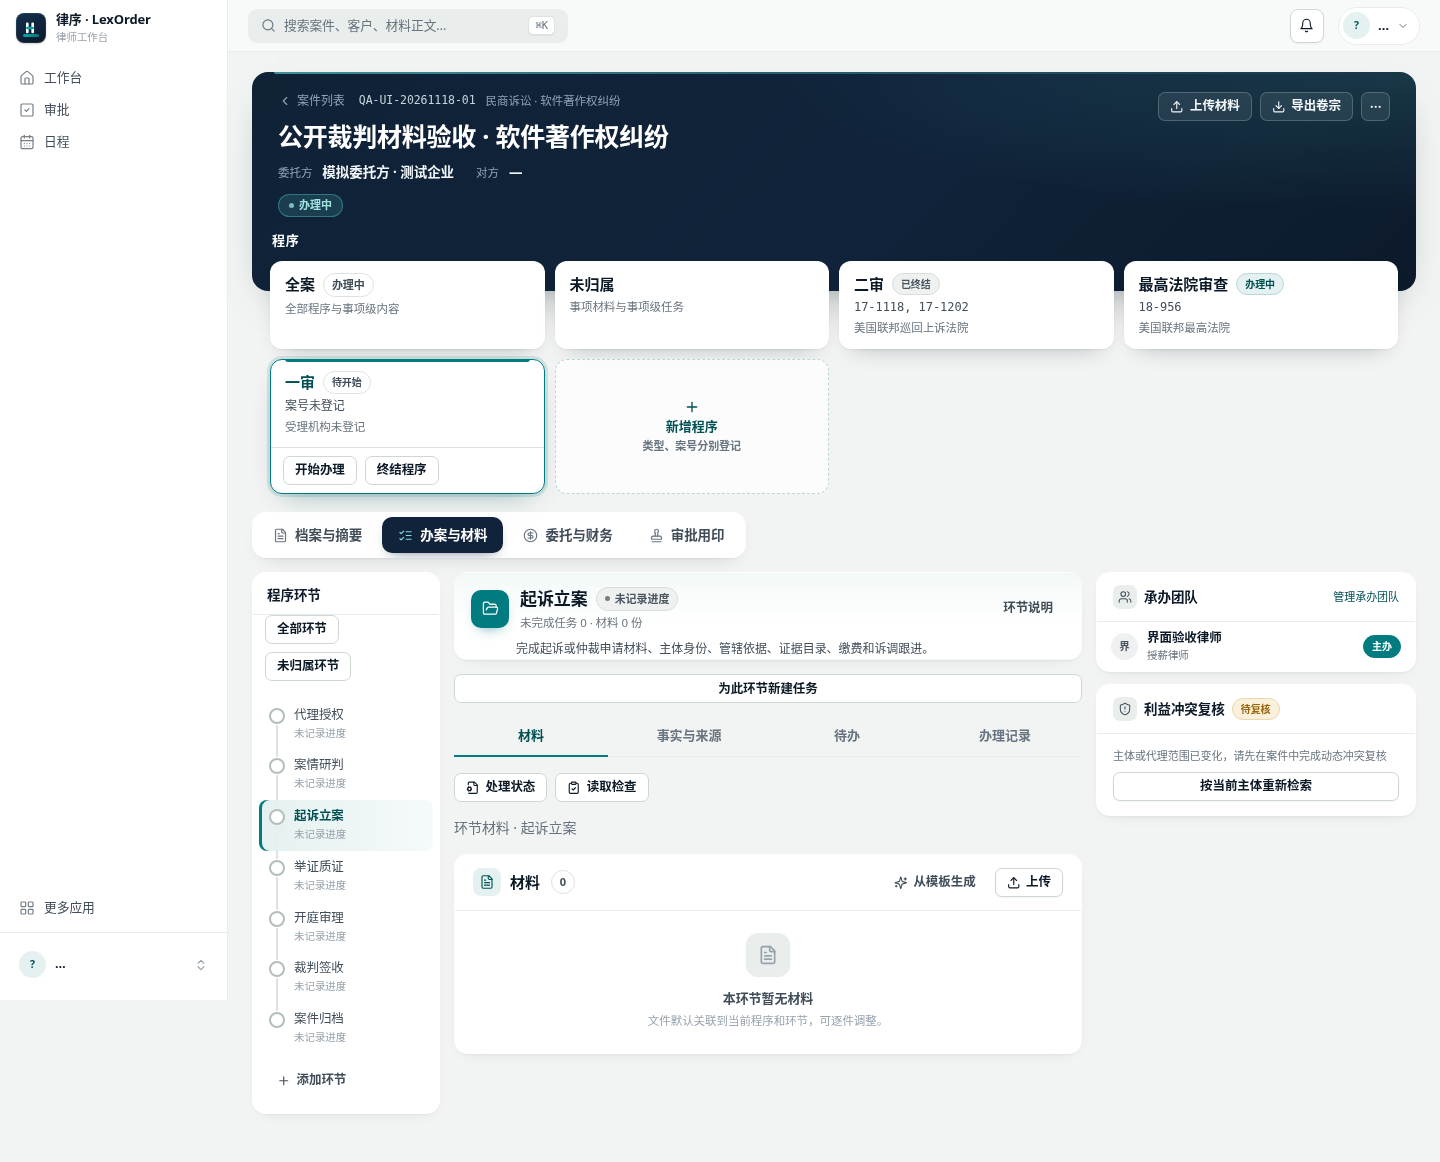 律序 · LexOrder
律师工作台
搜索案件、客户、材料正文...
⌘K
?
...
工作台
审批
日程
更多应用
?
...
案件列表
QA-UI-20261118-01
民商诉讼 · 软件著作权纠纷
上传材料
导出卷宗
...
公开裁判材料验收 · 软件著作权纠纷
委托方 模拟委托方 · 测试企业 对方 —
办理中
程序
全案 办理中
全部程序与事项级内容
未归属
事项材料与事项级任务
二审 已终结
17-1118, 17-1202
美国联邦巡回上诉法院
最高法院审查 办理中
18-956
美国联邦最高法院
一审 待开始
案号未登记
受理机构未登记
开始办理
终结程序
新增程序
类型、案号分别登记
档案与摘要
办案与材料
委托与财务
审批用印
程序环节
全部环节
未归属环节
代理授权
未记录进度
案情研判
未记录进度
起诉立案
未记录进度
举证质证
未记录进度
开庭审理
未记录进度
裁判签收
未记录进度
案件归档
未记录进度
添加环节
起诉立案 未记录进度
未完成任务 0 · 材料 0 份
环节说明
完成起诉或仲裁申请材料、主体身份、管辖依据、证据目录、缴费和诉调跟进。
为此环节新建任务
材料
事实与来源
待办
办理记录
处理状态
读取检查
环节材料 · 起诉立案
材料 0
从模板生成
上传
本环节暂无材料
文件默认关联到当前程序和环节，可逐件调整。
承办团队
管理承办团队
界
界面验收律师
授薪律师
主办
利益冲突复核 待复核
主体或代理范围已变化，请先在案件中完成动态冲突复核
按当前主体重新检索